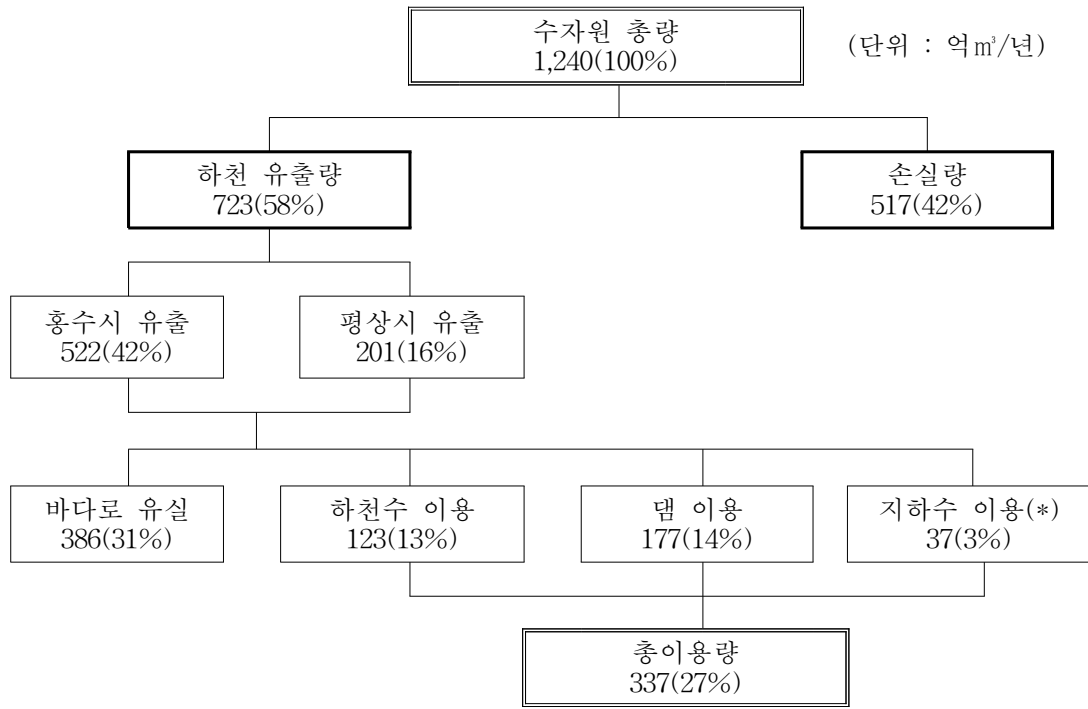 수자원 총량
1,240(100%)
(단위 : 억㎥/년)
하천 유출량
723(58%)
손실량
517(42%)
홍수시 유출
522(42%)
평상시 유출
201(16%)
바다로 유실
386(31%)
하천수 이용
123(13%)
댐 이용
177(14%)
지하수 이용(*)
37(3%)
총이용량
337(27%)